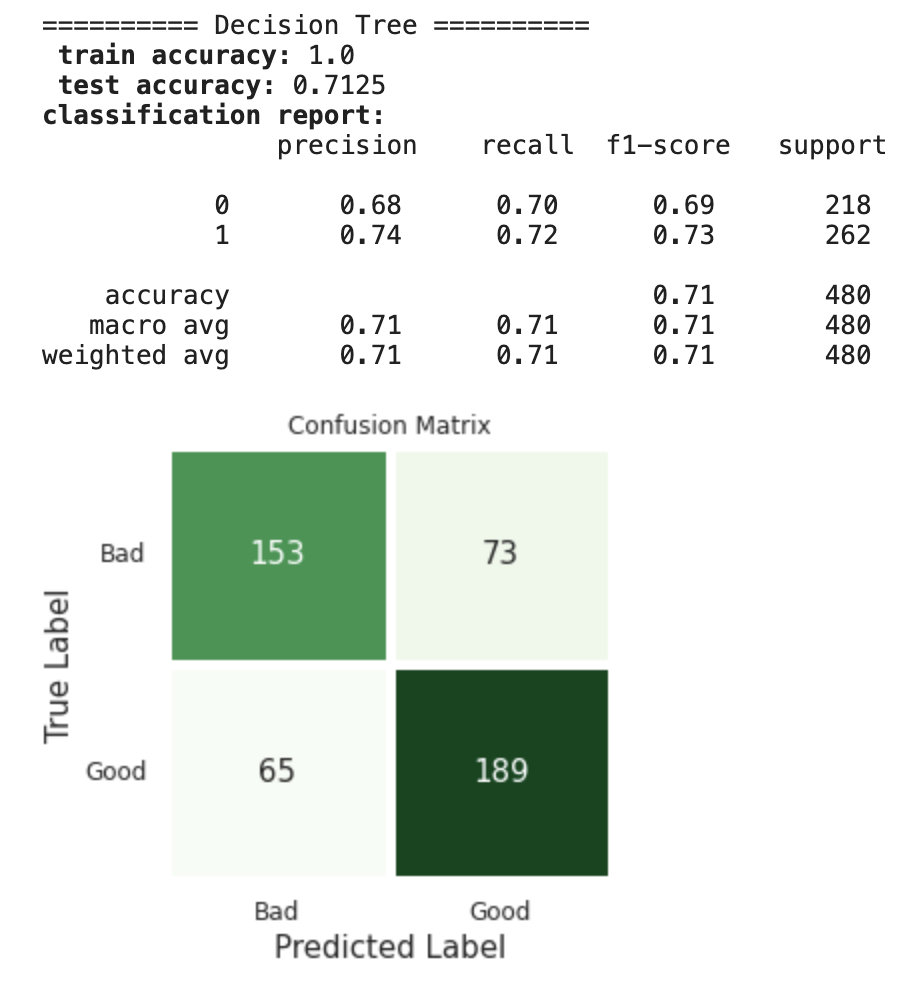 ========== Decision Tree ==========
train accuracy: 1.0
test accuracy: 0.7125
classification report:
precision recall f1-score support
0 0.68 0.70 0.69 218
1 0.74 0.72 0.73 262
accuracy 0.71 480
macro avg 0.71 0.71 0.71 480
weighted avg 0.71 0.71 0.71 480
Confusion Matrix
True Label
Bad 153 73
Good 65 189
Bad Good
Predicted Label